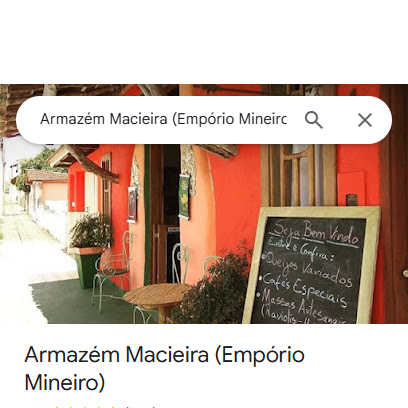 Armazém Macieira (Empório Mineiro
Seja Bem Vindo
Entre e Confira:
• Queijos Variados
• Cafés Especiais
• Massas Artesanais
(Raviolis
Armazém Macieira (Empório
Mineiro)